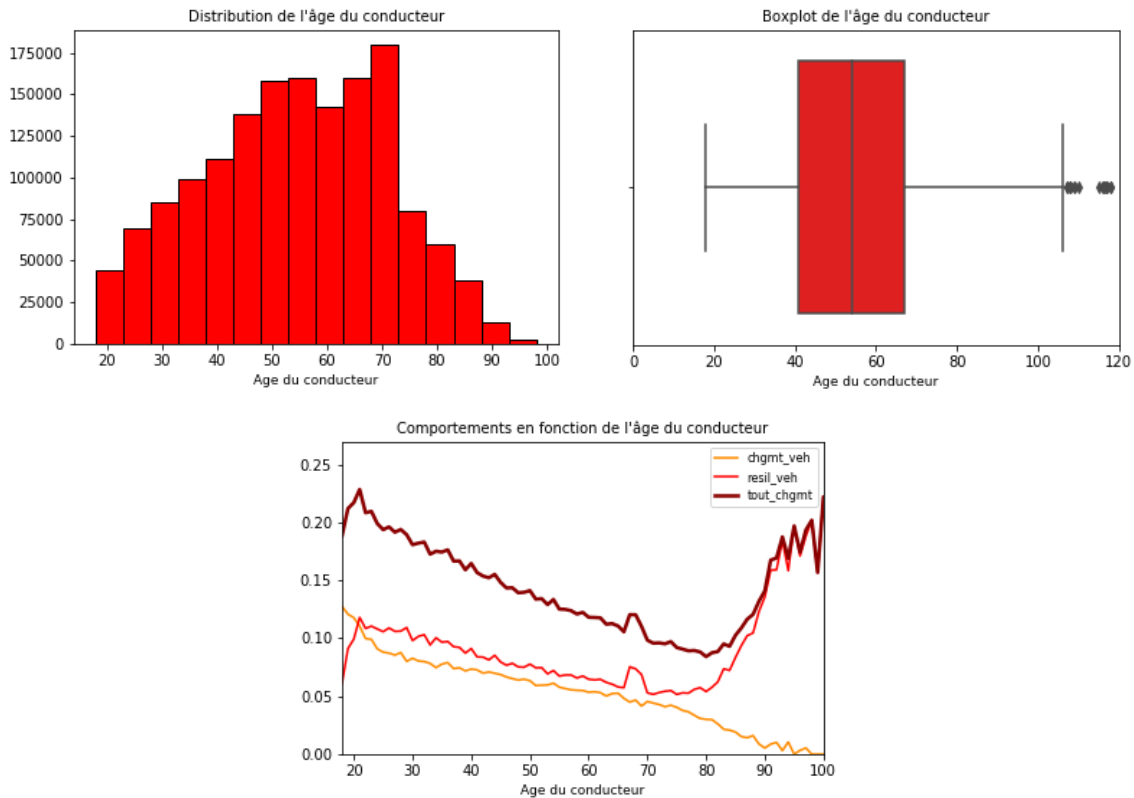 Distribution de l'âge du conducteur
175000
150000
125000
100000
75000
50000
25000
0
20 30 40 50 60 70 80 90 100
Age du conducteur
Boxplot de l'âge du conducteur
0 20 40 60 80 100 120
Age du conducteur
Comportements en fonction de l'âge du conducteur
chgmt_veh
resil_veh
tout_chgmt
0.25
0.20
0.15
0.10
0.05
0.00
20 30 40 50 60 70 80 90 100
Age du conducteur